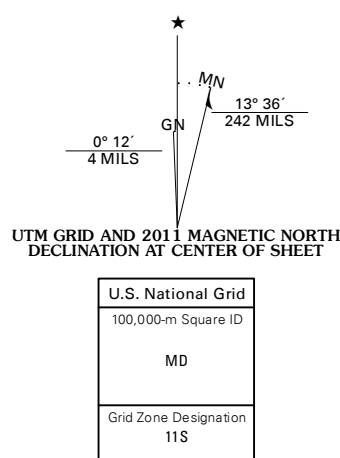 MN
13° 36´
242 MILS
GN
0° 12´
4 MILS
UTM GRID AND 2011 MAGNETIC NORTH
DECLINATION AT CENTER OF SHEET
U.S. National Grid
100,000-m Square ID
MD
Grid Zone Designation
11S